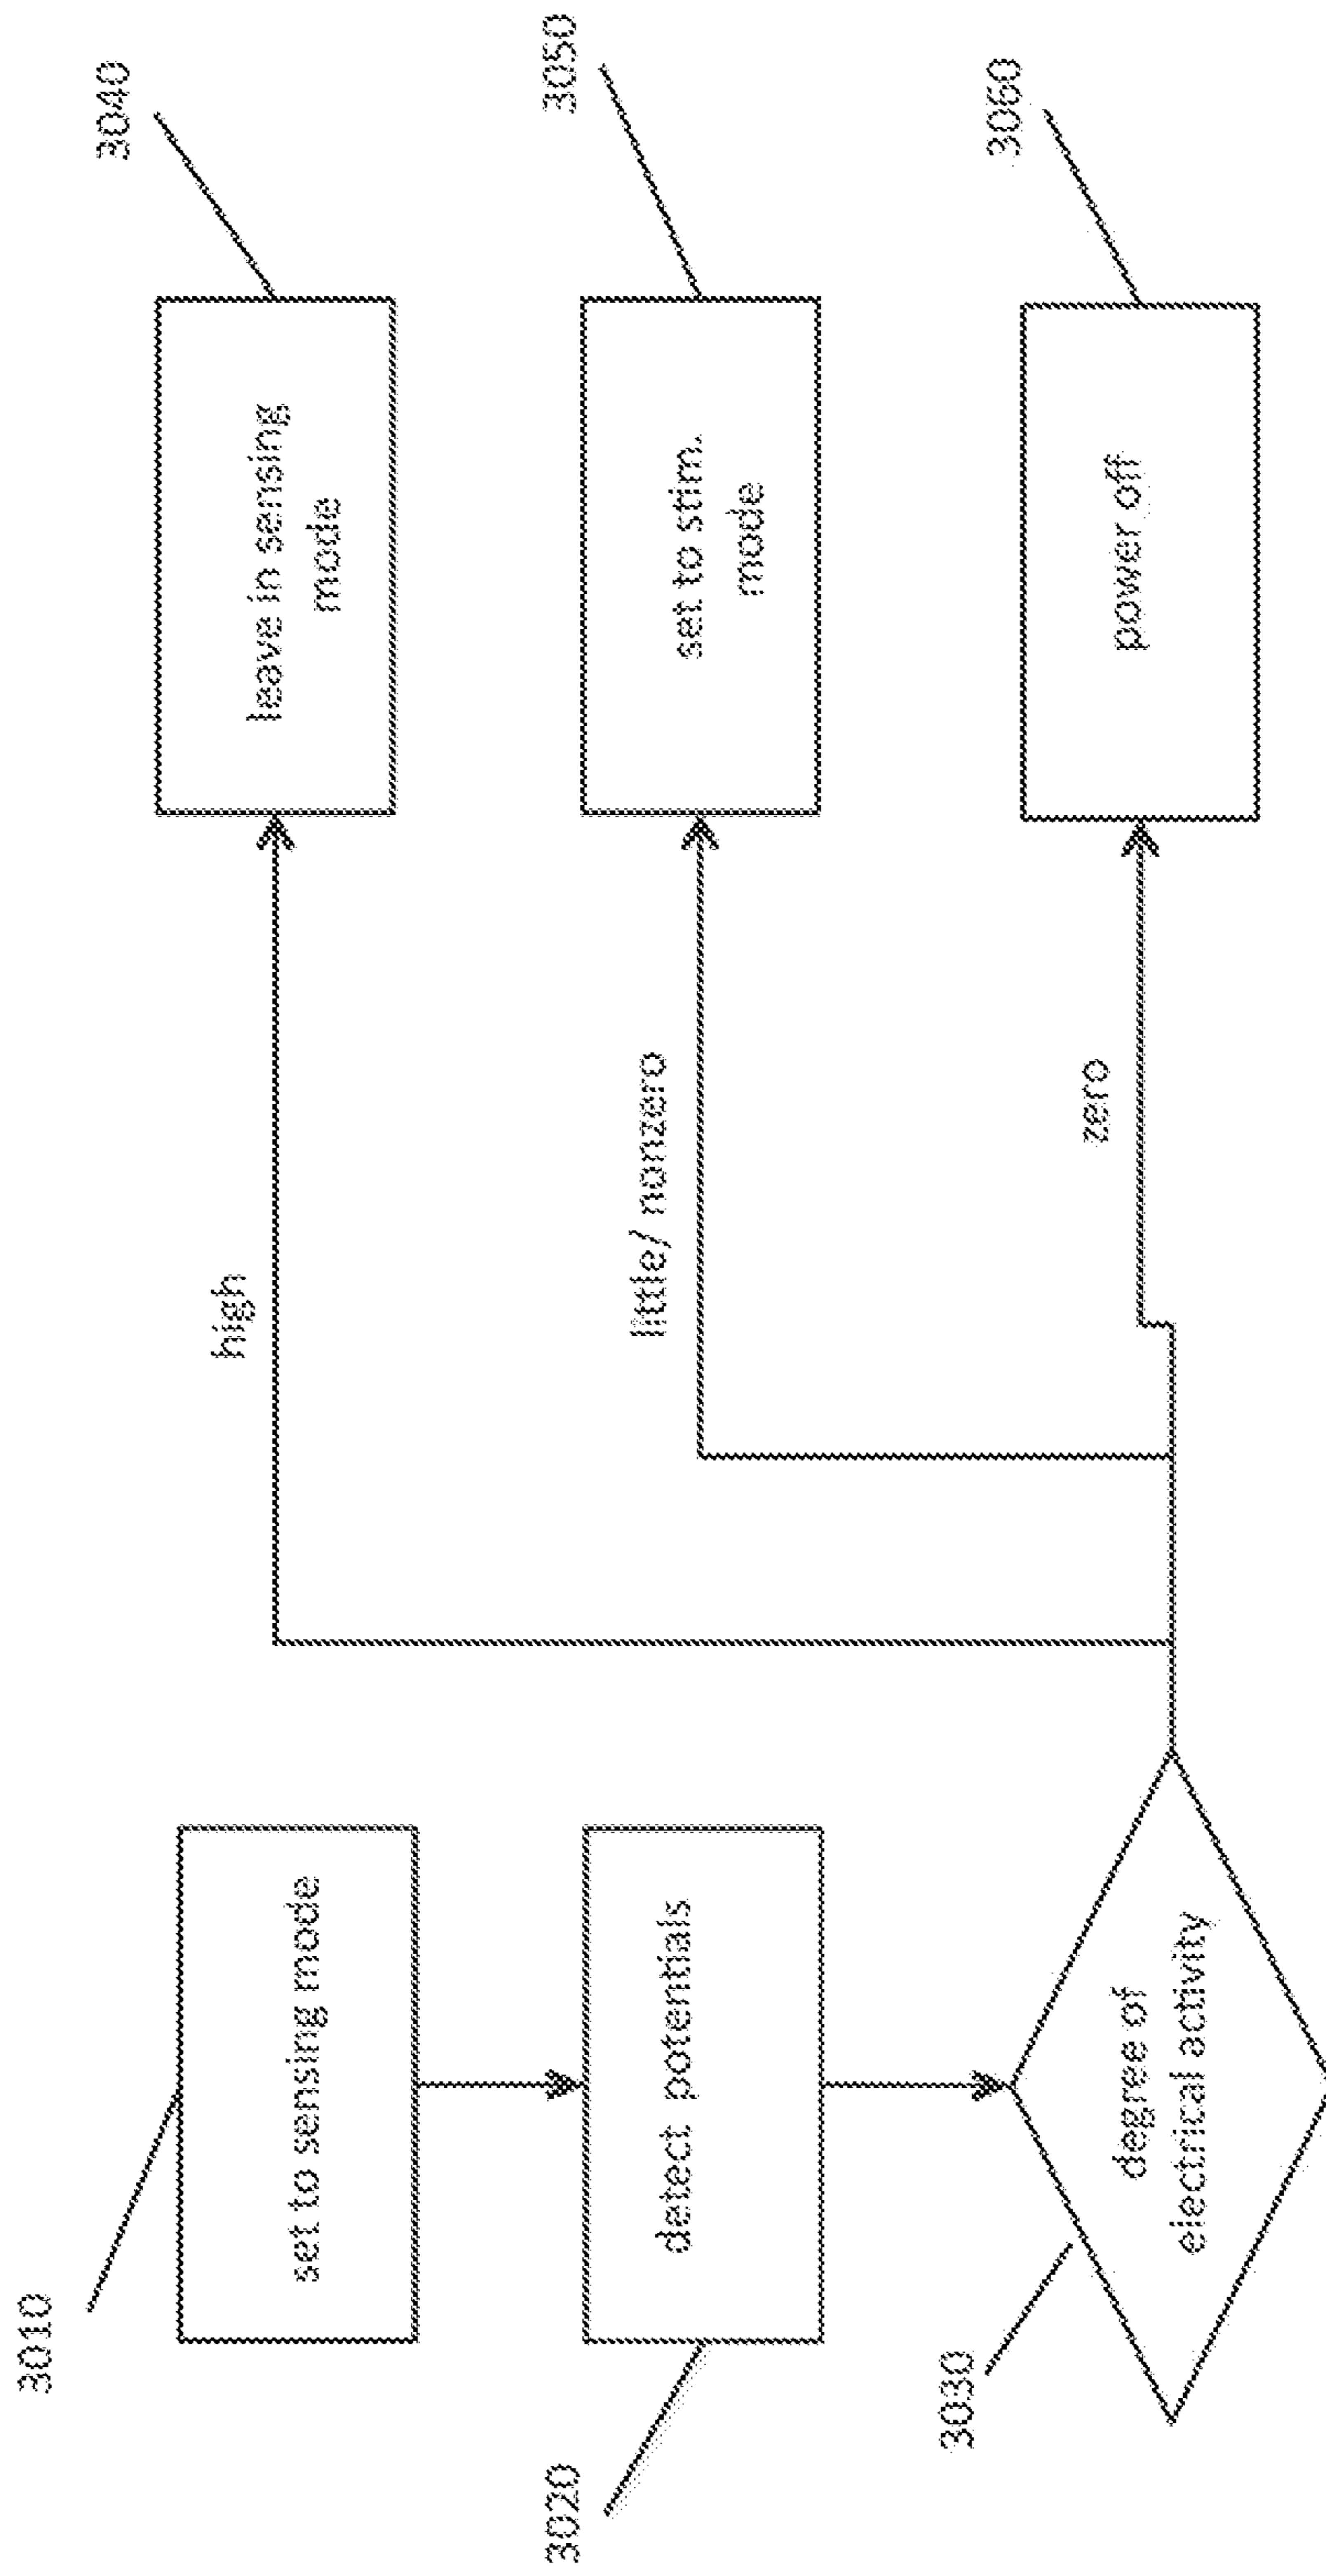 3010
set to sensing mode
3020
detect potentials
3030
degree of
electrical activity
high
little/ nonzero
zero
3040
leave in sensing
mode
3050
set to stim.
mode
3060
power off